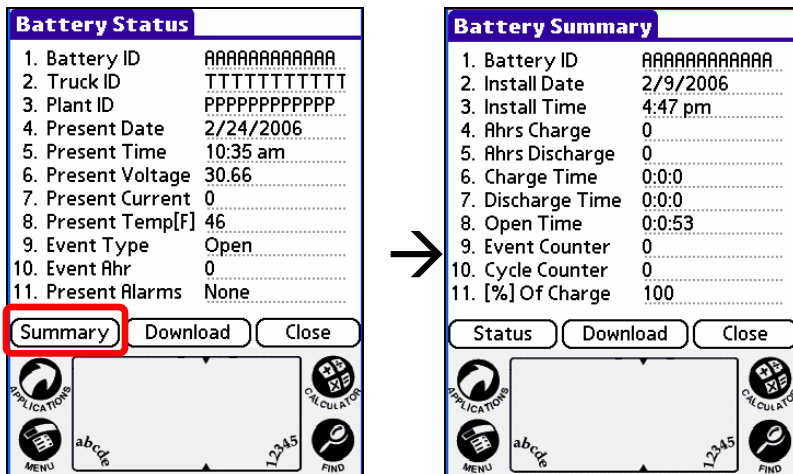 Battery Status
1. Battery ID AAAAAAAAAAAA
2. Truck ID TTTTTTTTTTTT
3. Plant ID PPPPPPPPPPPP
4. Present Date 2/24/2006
5. Present Time 10:35 am
6. Present Voltage 30.66
7. Present Current 0
8. Present Temp[F] 46
9. Event Type Open
10. Event Ahr 0
11. Present Alarms None
Summary Download Close
APPLICATIONS CALCULATOR
MENU abcde 12345 FIND
→
Battery Summary
1. Battery ID AAAAAAAAAAAA
2. Install Date 2/9/2006
3. Install Time 4:47 pm
4. Ahrs Charge 0
5. Ahrs Discharge 0
6. Charge Time 0:0:0
7. Discharge Time 0:0:0
8. Open Time 0:0:53
9. Event Counter 0
10. Cycle Counter 0
11. [%] Of Charge 100
Status Download Close
APPLICATIONS CALCULATOR
MENU abcde 12345 FIND